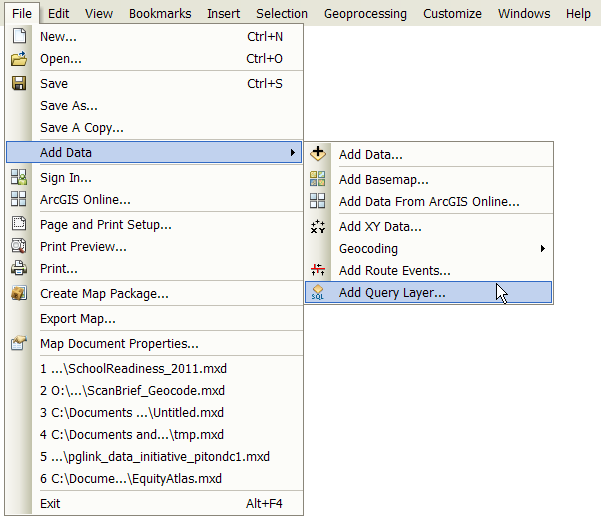 File Edit View Bookmarks Insert Selection Geoprocessing Customize Windows Help
New... Ctrl+N
Open... Ctrl+O
Save Ctrl+S
Save As...
Save A Copy...
Add Data
Sign In...
ArcGIS Online...
Page and Print Setup...
Print Preview...
Print...
Create Map Package...
Export Map...
Map Document Properties...
1 ...\SchoolReadiness_2011.mxd
2 O:\...\ScanBrief_Geocode.mxd
3 C:\Documents ...\Untitled.mxd
4 C:\Documents and...\tmp.mxd
5 ...\pglink_data_initiative_pitondc1.mxd
6 C:\Docume...\EquityAtlas.mxd
Exit Alt+F4
Add Data...
Add Basemap...
Add Data From ArcGIS Online...
XY Add XY Data...
Geocoding
Add Route Events...
SQL Add Query Layer...